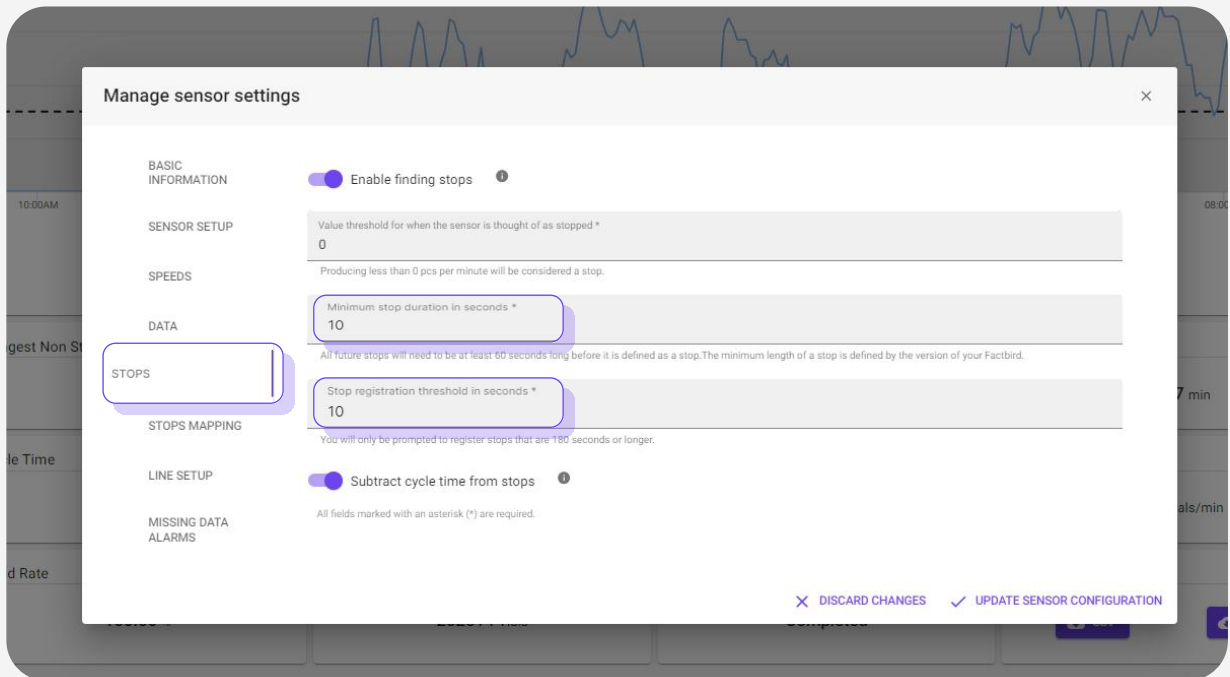 Manage sensor settings
BASIC
INFORMATION
SENSOR SETUP
SPEEDS
DATA
STOPS
STOPS MAPPING
LINE SETUP
MISSING DATA
ALARMS
Enable finding stops
Value threshold for when the sensor is thought of as stopped *
0
Producing less than 0 pcs per minute will be considered a stop.
Minimum stop duration in seconds *
10
All future stops will need to be at least 60 seconds long before it is defined as a stop.The minimum length of a stop is defined by the version of your Factbird.
Stop registration threshold in seconds *
10
You will only be prompted to register stops that are 180 seconds or longer.
Subtract cycle time from stops
All fields marked with an asterisk (*) are required.
DISCARD CHANGES
UPDATE SENSOR CONFIGURATION
10:00AM
08:00
gest Non St
7 min
le Time
als/min
d Rate